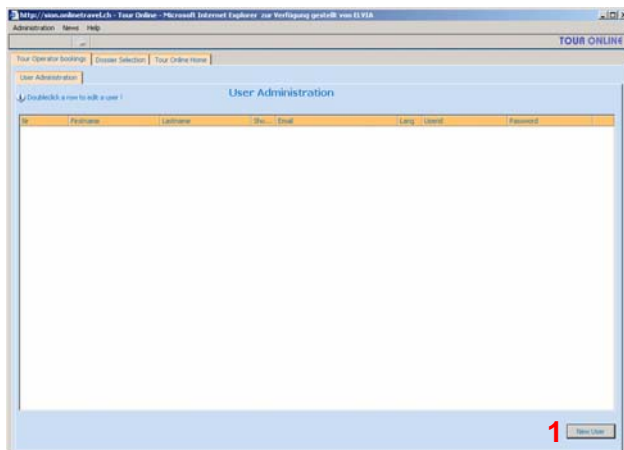 http://xion.onlinetravel.ch - Tour Online - Microsoft Internet Explorer zur Verfügung gestellt von ELVIA
Administration News Help
TOUR ONLINE
Tour Operator bookings Dossier Selection Tour Online Home
User Administration
Doubleclick a row to edit a user !
User Administration
Nr Firstname Lastname Sho... Email Lang Userid Password
1 New User